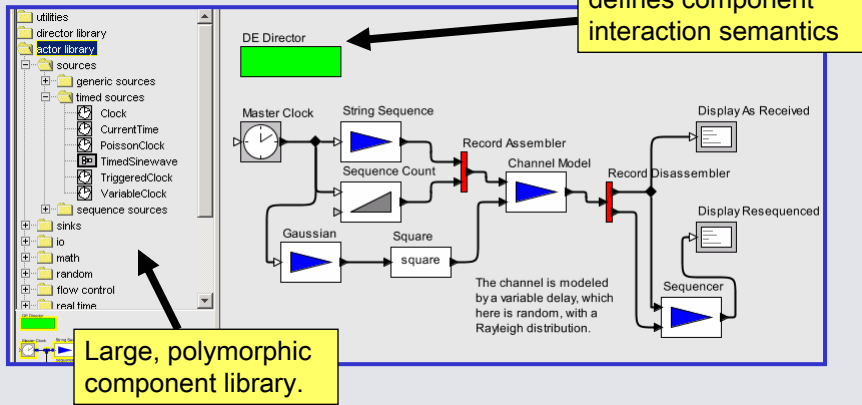 defines component
interaction semantics
utilities
director library
actor library
sources
generic sources
timed sources
Clock
CurrentTime
PoissonClock
TimedSinewave
TriggeredClock
VariableClock
sequence sources
sinks
io
math
random
flow control
real time
DE Director
Master Clock
String Sequence
Sequence Count
Record Assembler
Channel Model
Record Disassembler
Display As Received
Display Resequenced
Gaussian
Square
square
Sequencer
The channel is modeled
by a variable delay, which
here is random, with a
Rayleigh distribution.
Large, polymorphic
component library.